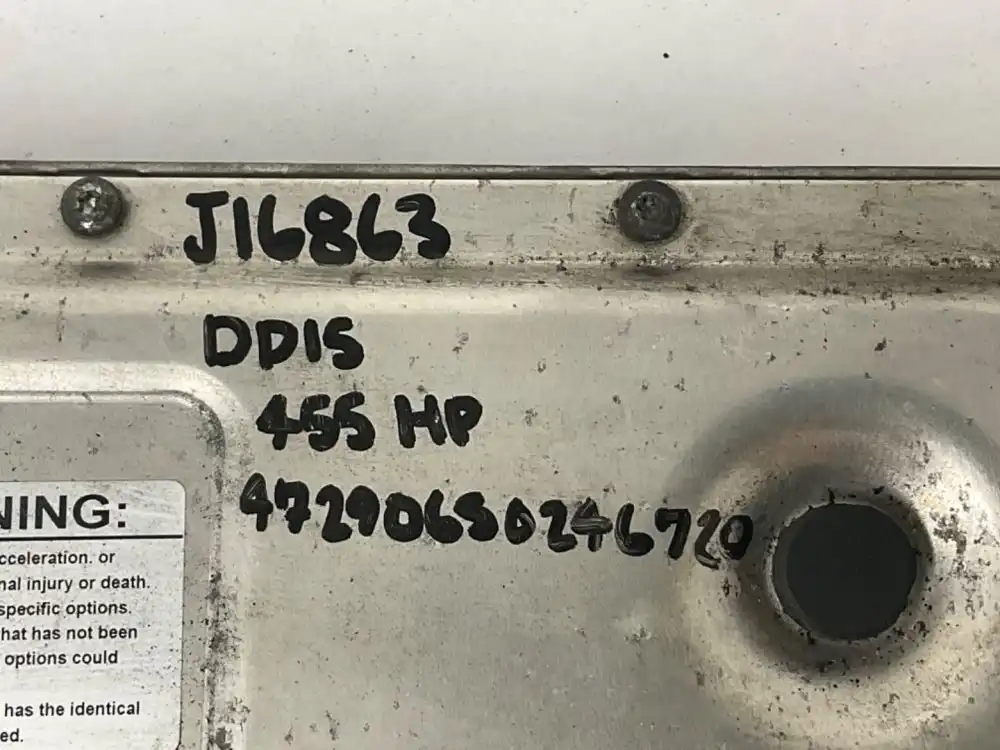 J16863
DD15
455 HP
472906S0246720
NING:
cceleration. or
nal injury or death.
specific options.
hat has not been
options could
has the identical
ed.